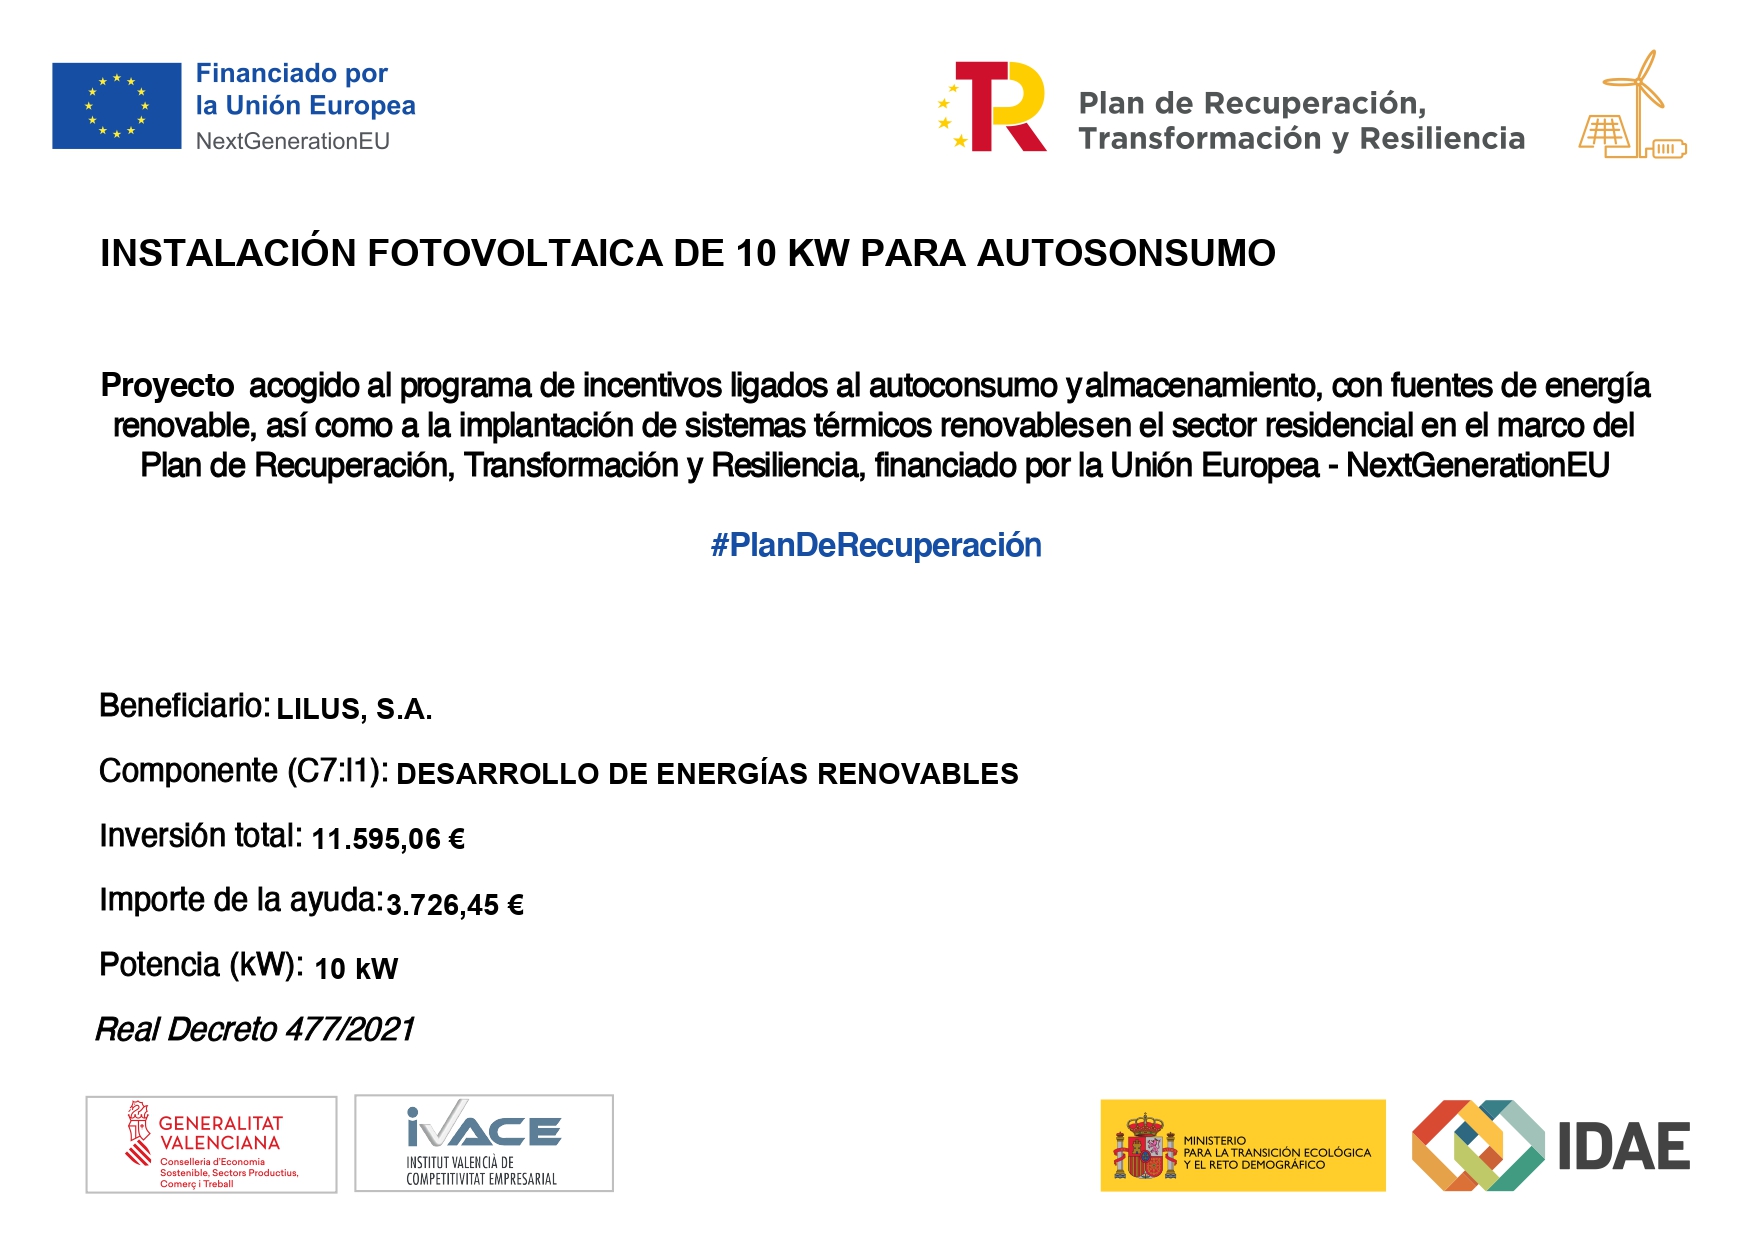 Financiado por
la Unión Europea
NextGenerationEU
TR
Plan de Recuperación,
Transformación y Resiliencia
INSTALACIÓN FOTOVOLTAICA DE 10 KW PARA AUTOSONSUMO
Proyecto acogido al programa de incentivos ligados al autoconsumo y almacenamiento, con fuentes de energía
renovable, así como a la implantación de sistemas térmicos renovables en el sector residencial en el marco del
Plan de Recuperación, Transformación y Resiliencia, financiado por la Unión Europea - NextGenerationEU
#PlanDeRecuperación
Beneficiario: LILUS, S.A.
Componente (C7:I1): DESARROLLO DE ENERGÍAS RENOVABLES
Inversión total: 11.595,06 €
Importe de la ayuda: 3.726,45 €
Potencia (kW): 10 kW
Real Decreto 477/2021
GENERALITAT
VALENCIANA
Conselleria d'Economia
Sostenible, Sectors Productius,
Comerç i Treball
iVACE
INSTITUT VALENCIÀ DE
COMPETITIVITAT EMPRESARIAL
MINISTERIO
PARA LA TRANSICIÓN ECOLÓGICA
Y EL RETO DEMOGRÁFICO
IDAE